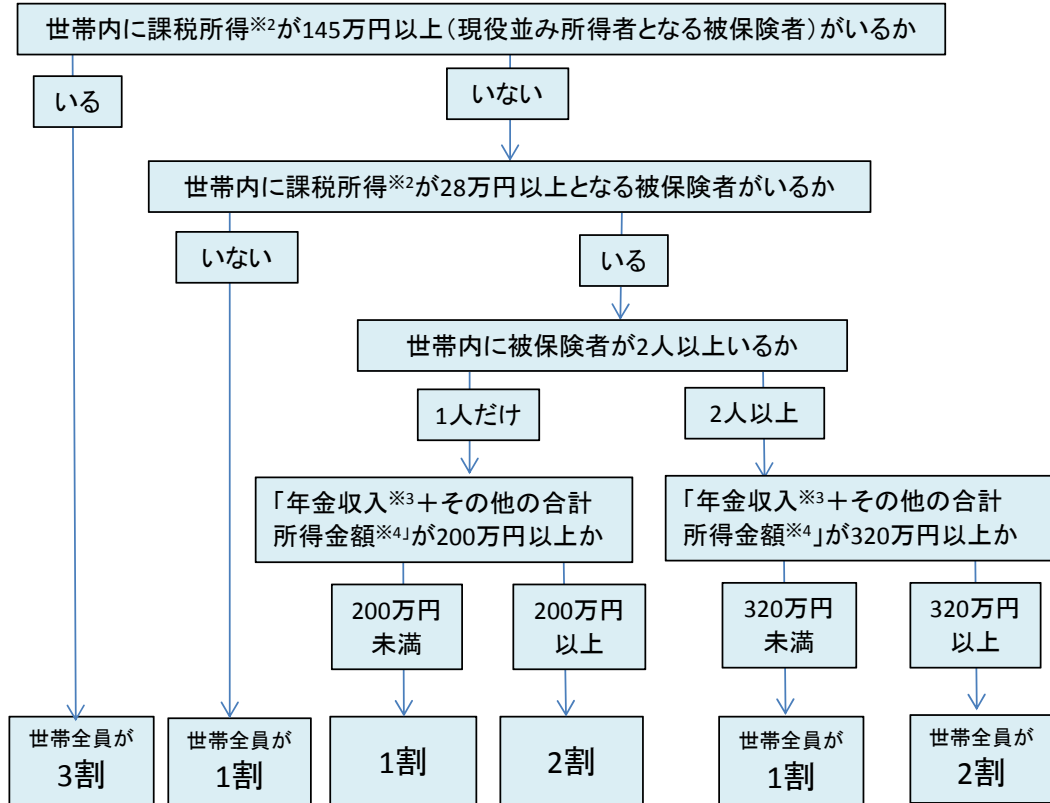 世帯内に課税所得※2が145万円以上（現役並み所得者となる被保険者）がいるか
いる
いない
世帯内に課税所得※2が28万円以上となる被保険者がいるか
いない
いる
世帯内に被保険者が2人以上いるか
1人だけ
2人以上
「年金収入※3＋その他の合計
所得金額※4」が200万円以上か
「年金収入※3＋その他の合計
所得金額※4」が320万円以上か
200万円
未満
200万円
以上
320万円
未満
320万円
以上
世帯全員が
3割
世帯全員が
1割
1割
2割
世帯全員が
1割
世帯全員が
2割